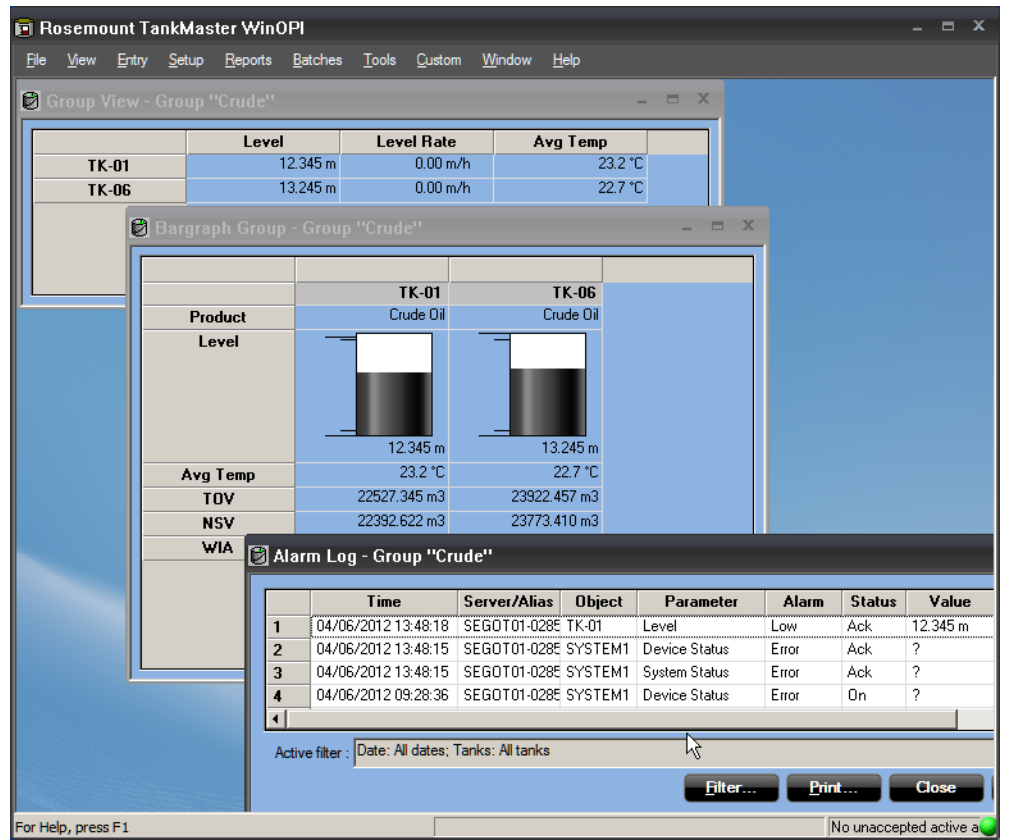 Rosemount TankMaster WinOPI
File View Entry Setup Reports Batches Tools Custom Window Help
Group View - Group "Crude"
Level Level Rate Avg Temp
TK-01 12.345 m 0.00 m/h 23.2 °C
TK-06 13.245 m 0.00 m/h 22.7 °C
Bargraph Group - Group "Crude"
TK-01 TK-06
Product Crude Oil Crude Oil
Level
12.345 m 13.245 m
Avg Temp 23.2 °C 22.7 °C
TOV 22527.345 m3 23922.457 m3
NSV 22392.622 m3 23773.410 m3
WIA
Alarm Log - Group "Crude"
Time Server/Alias Object Parameter Alarm Status Value
1 04/06/2012 13:48:18 SEGOT01-0285 TK-01 Level Low Ack 12.345 m
2 04/06/2012 13:48:15 SEGOT01-0285 SYSTEM1 Device Status Error Ack ?
3 04/06/2012 13:48:15 SEGOT01-0285 SYSTEM1 System Status Error Ack ?
4 04/06/2012 09:28:36 SEGOT01-0285 SYSTEM1 Device Status Error On ?
Active filter : Date: All dates; Tanks: All tanks
Filter... Print... Close
For Help, press F1 No unaccepted active a